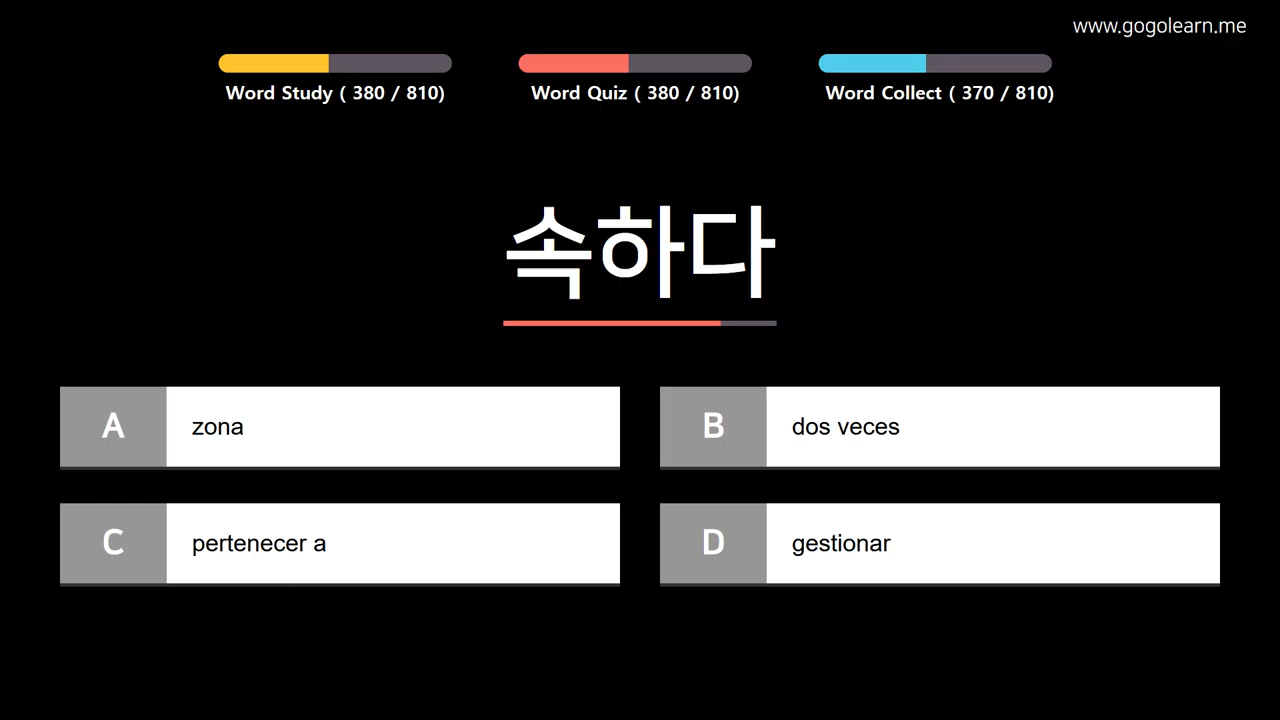 www.gogolearn.me
Word Study ( 380 / 810)
Word Quiz ( 380 / 810)
Word Collect ( 370 / 810)
속하다
A zona
B dos veces
C pertenecer a
D gestionar